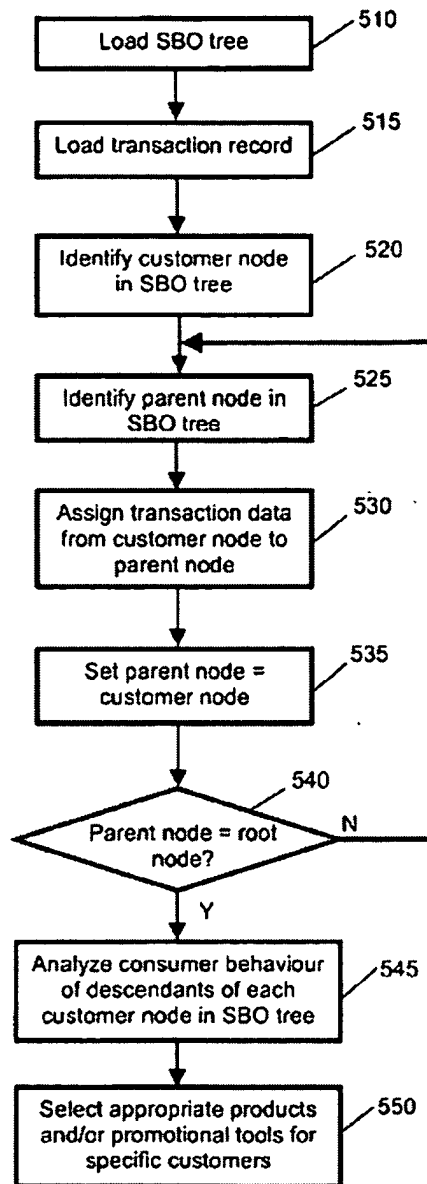 Load SBO tree
510
Load transaction record
515
Identify customer node
in SBO tree
520
Identify parent node in
SBO tree
525
Assign transaction data
from customer node to
parent node
530
Set parent node =
customer node
535
Parent node = root
node?
540
N
Y
Analyze consumer behaviour
of descendants of each
customer node in SBO tree
545
Select appropriate products
and/or promotional tools for
specific customers
550